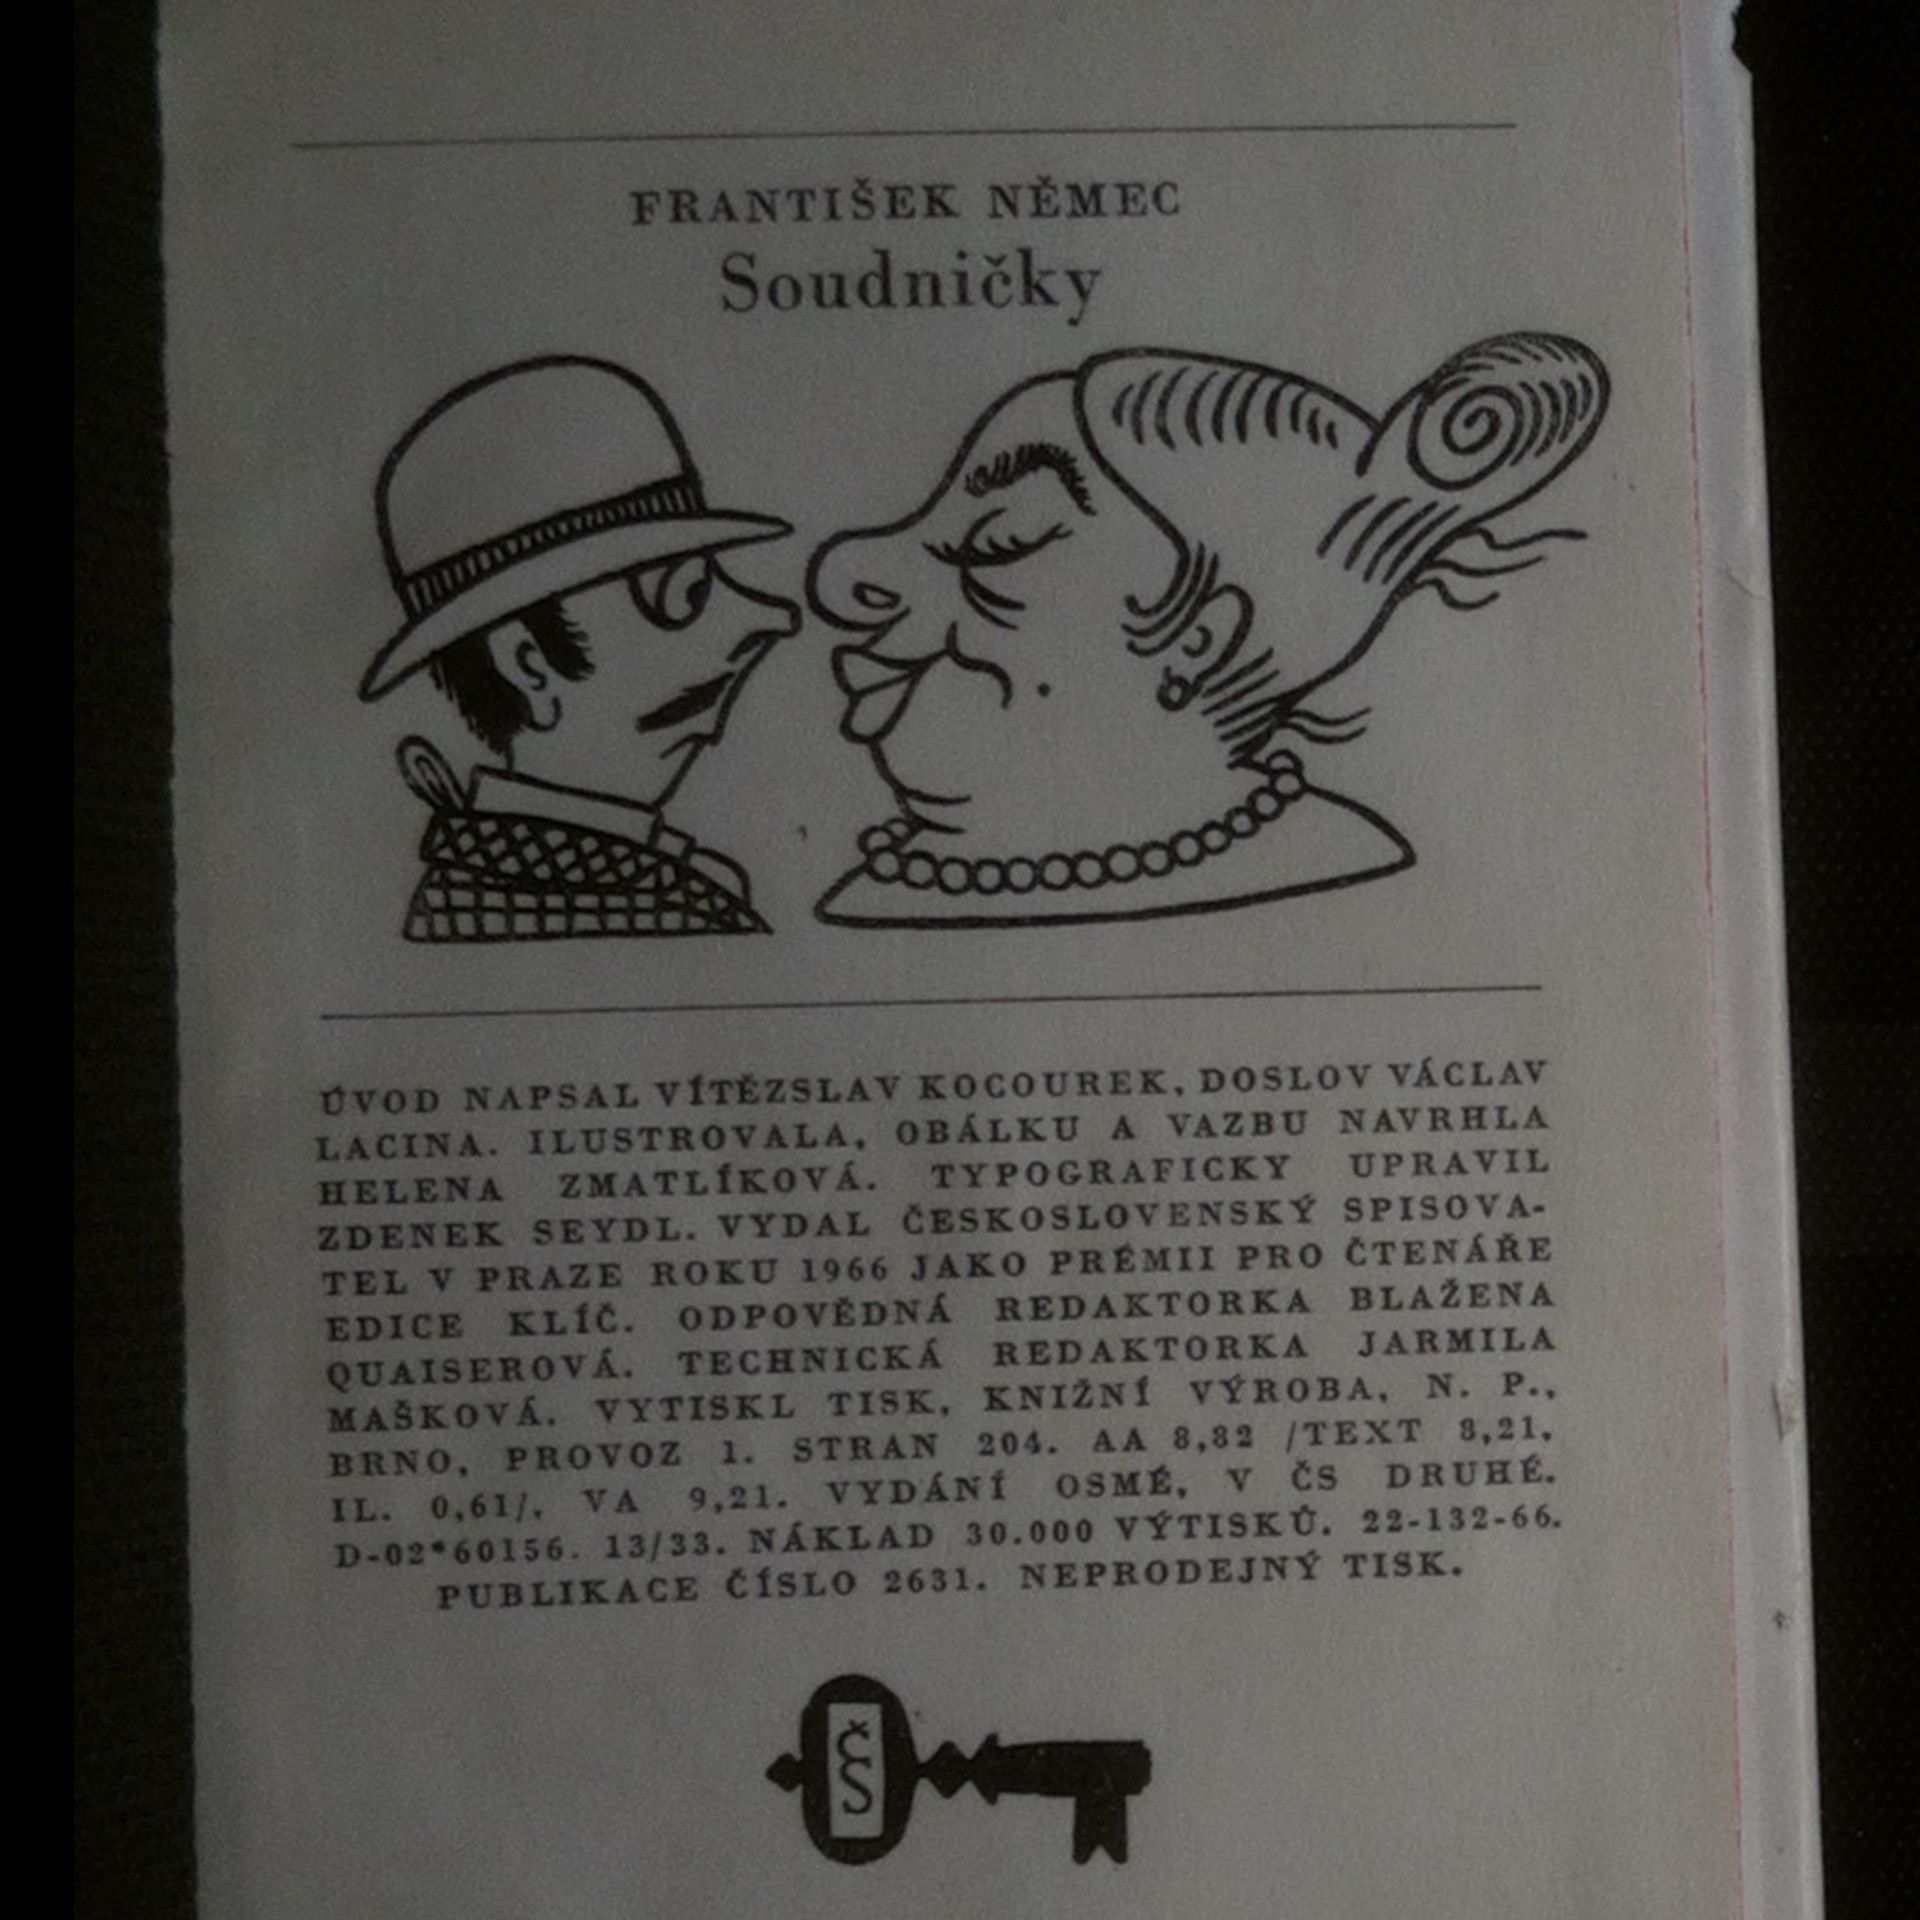 FRANTIŠEK NĚMEC
Soudničky
ÚVOD NAPSAL VÍTĚZSLAV KOCOUREK, DOSLOV VÁCLAV
LACINA. ILUSTROVALA, OBÁLKU A VAZBU NAVRHLA
HELENA ZMATLÍKOVÁ. TYPOGRAFICKY UPRAVIL
ZDENEK SEYDL. VYDAL ČESKOSLOVENSKÝ SPISOVA-
TEL V PRAZE ROKU 1966 JAKO PRÉMII PRO ČTENÁŘE
EDICE KLÍČ. ODPOVĚDNÁ REDAKTORKA BLAŽENA
QUAISEROVÁ. TECHNICKÁ REDAKTORKA JARMILA
MAŠKOVÁ. VYTISKL TISK, KNIŽNÍ VÝROBA, N. P.,
BRNO, PROVOZ 1. STRAN 204. AA 8,82 /TEXT 8,21,
IL. 0,61/, VA 9,21. VYDÁNÍ OSMÉ, V ČS DRUHÉ.
D-02*60156. 13/33. NÁKLAD 30.000 VÝTISKŮ. 22-132-66.
PUBLIKACE ČÍSLO 2631. NEPRODEJNÝ TISK.
ČS